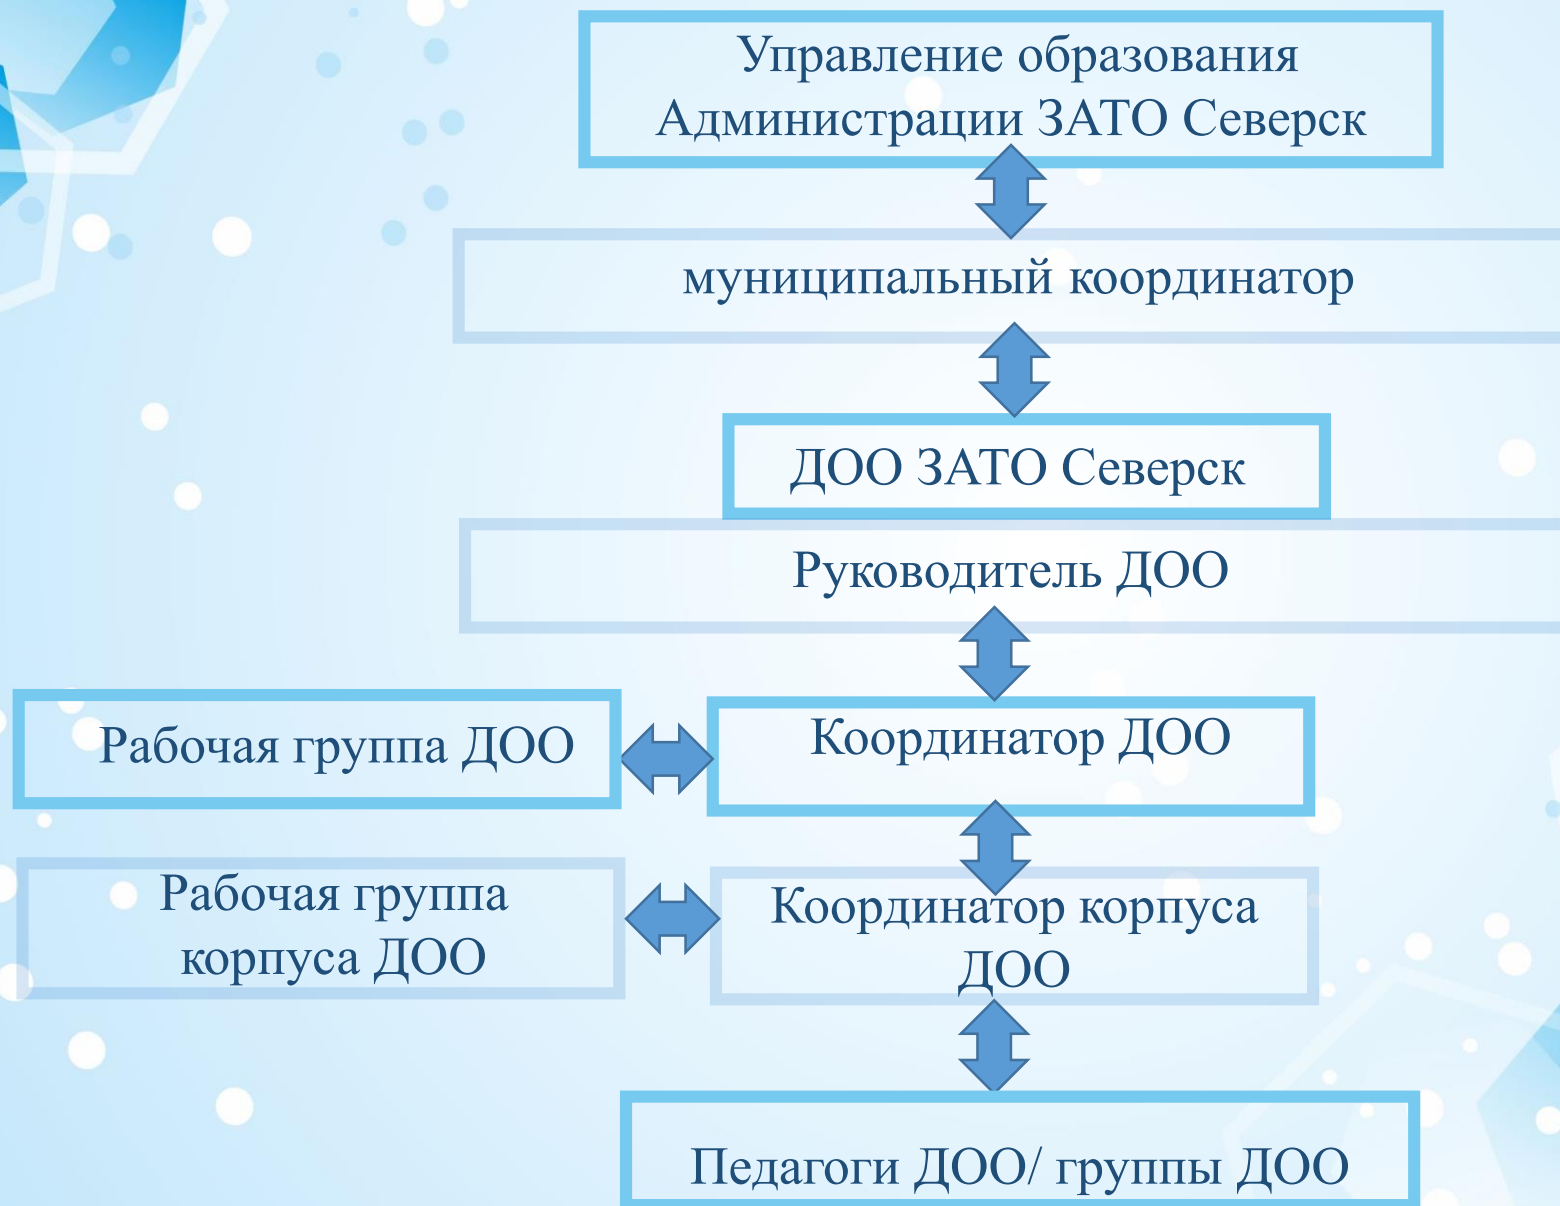 Управление образования
Администрации ЗАТО Северск
муниципальный координатор
ДОО ЗАТО Северск
Руководитель ДОО
Рабочая группа ДОО
Координатор ДОО
Рабочая группа
корпуса ДОО
Координатор корпуса
ДОО
Педагоги ДОО/ группы ДОО